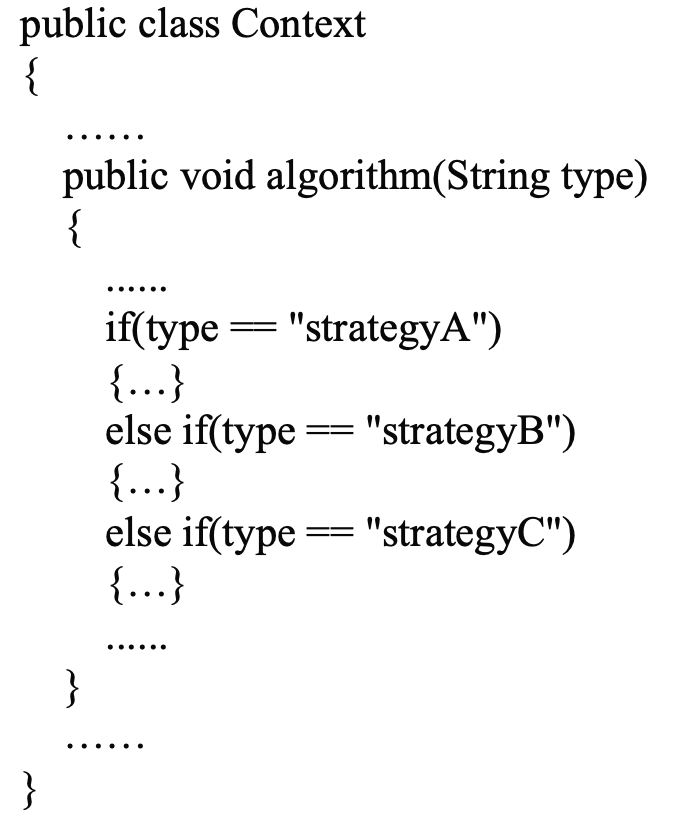 public class Context
{
......
public void algorithm(String type)
{
......
if(type == "strategyA")
{...}
else if(type == "strategyB")
{...}
else if(type == "strategyC")
{...}
......
}
......
}